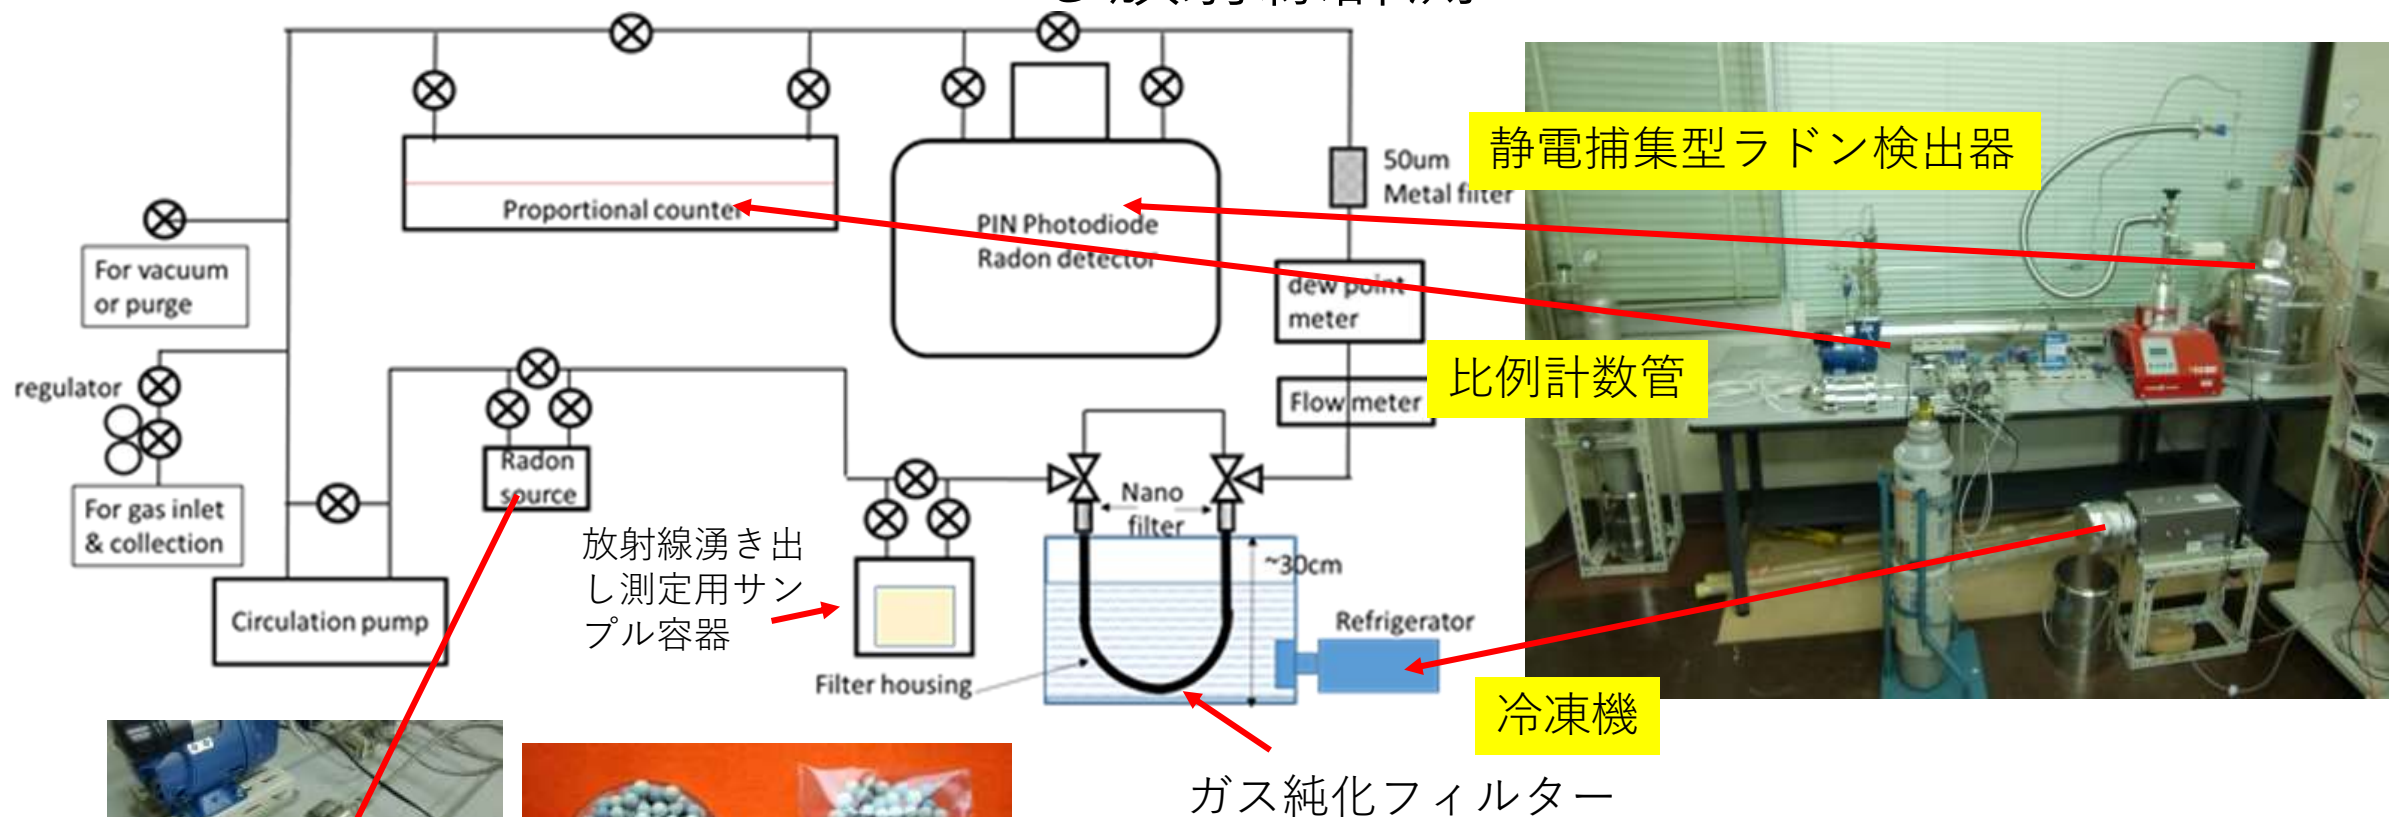 静電捕集型ラドン検出器
50um
Metal filter
Proportional counter
PIN Photodiode
Radon detector
For vacuum
or purge
dew point
meter
比例計数管
regulator
Flow meter
Radon
source
Nano
filter
For gas inlet
& collection
放射線湧き出
し測定用サン
プル容器
~30cm
Circulation pump
Refrigerator
Filter housing
冷凍機
ガス純化フィルター